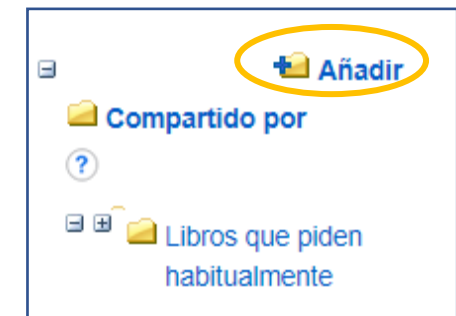 Añadir
Compartido por
?
Libros que piden
habitualmente